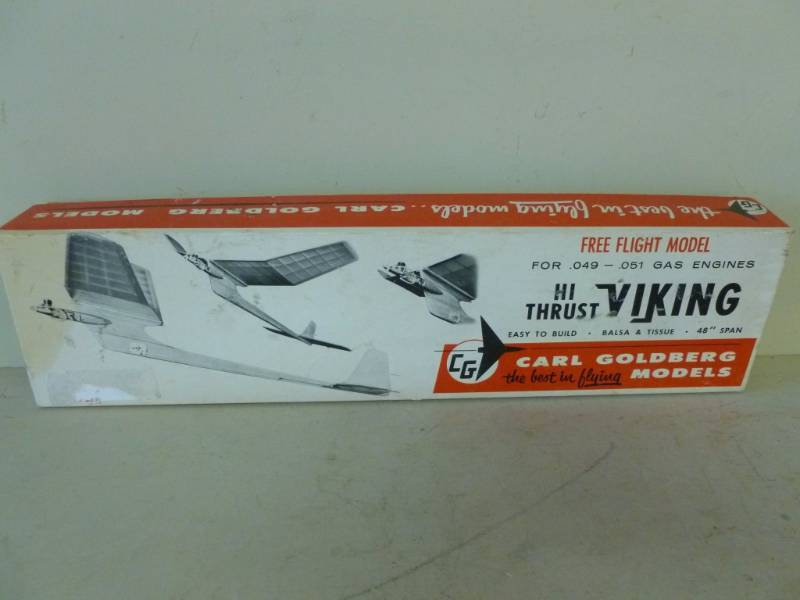 the best in flying models.. CARL GOLDBERG MODELS
FREE FLIGHT MODEL
FOR .049 – .051 GAS ENGINES
HI THRUST VIKING
EASY TO BUILD · BALSA & TISSUE · 48" SPAN
CG
CARL GOLDBERG
the best in flying MODELS
CG